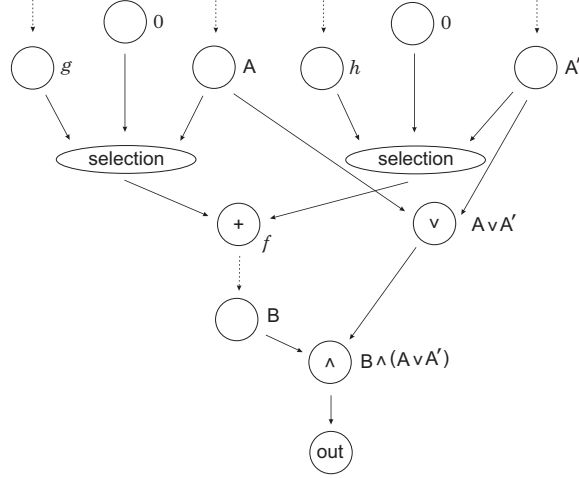 0 0
g A h A′
selection selection
+ ∨ A∨A′
f
B
∧ B∧(A∨A′)
out